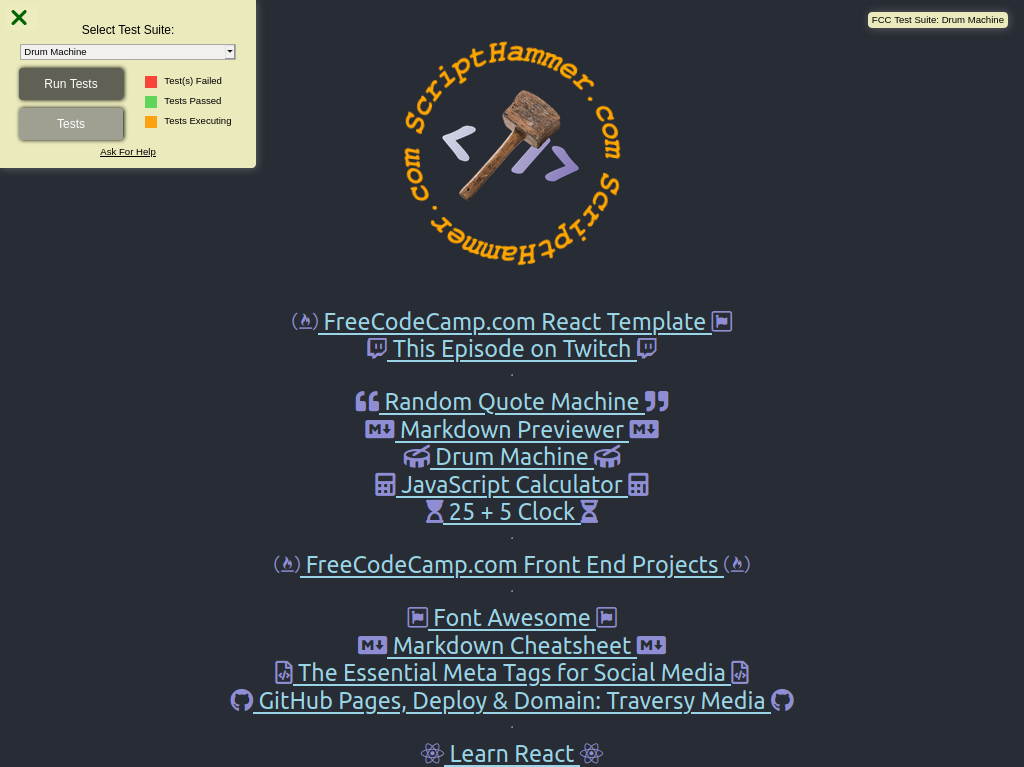 Select Test Suite:
Drum Machine
Run Tests
Tests
Test(s) Failed
Tests Passed
Tests Executing
Ask For Help
FCC Test Suite: Drum Machine
ScriptHammer.com ScriptHammer.com
</>
FreeCodeCamp.com React Template
This Episode on Twitch
.
Random Quote Machine
Markdown Previewer
Drum Machine
JavaScript Calculator
25 + 5 Clock
.
FreeCodeCamp.com Front End Projects
.
Font Awesome
Markdown Cheatsheet
The Essential Meta Tags for Social Media
GitHub Pages, Deploy & Domain: Traversy Media
.
Learn React